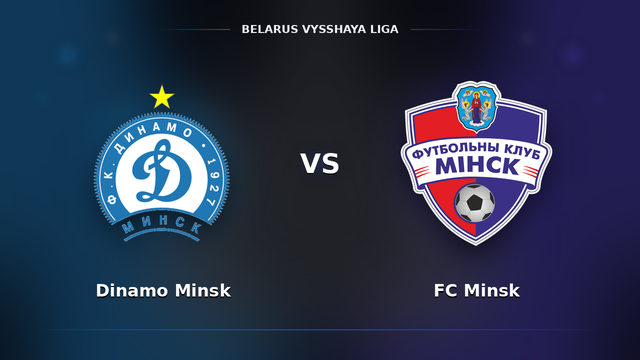 BELARUS VYSSHAYA LIGA
Ф.К. ДИНАМО • 1927
D
МИНСК
VS
ФУТБОЛЬНЫ КЛУБ
МІНСК
Dinamo Minsk
FC Minsk